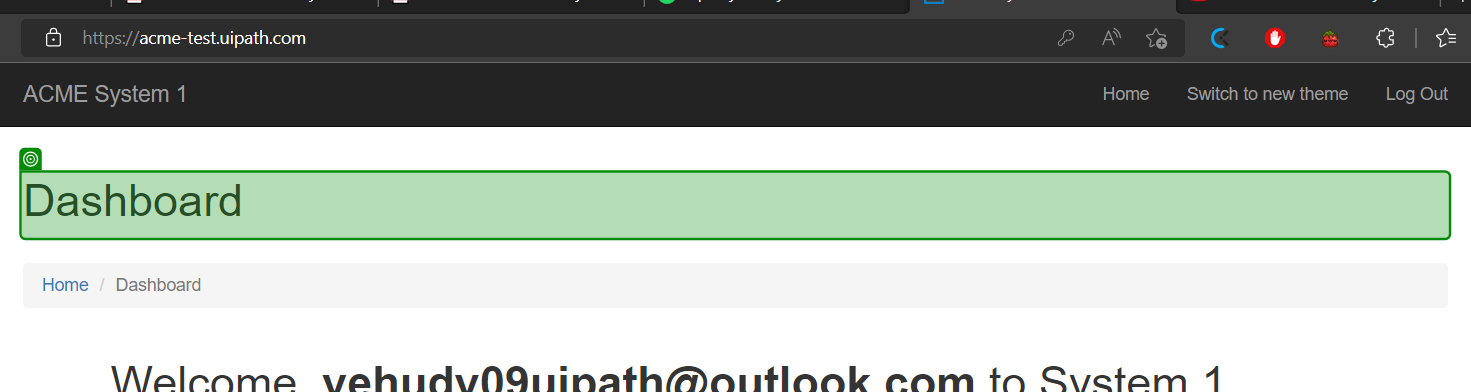 https://acme-test.uipath.com
ACME System 1 Home Switch to new theme Log Out
Dashboard
Home / Dashboard
Welcome, yehudy09uipath@outlook.com to System 1